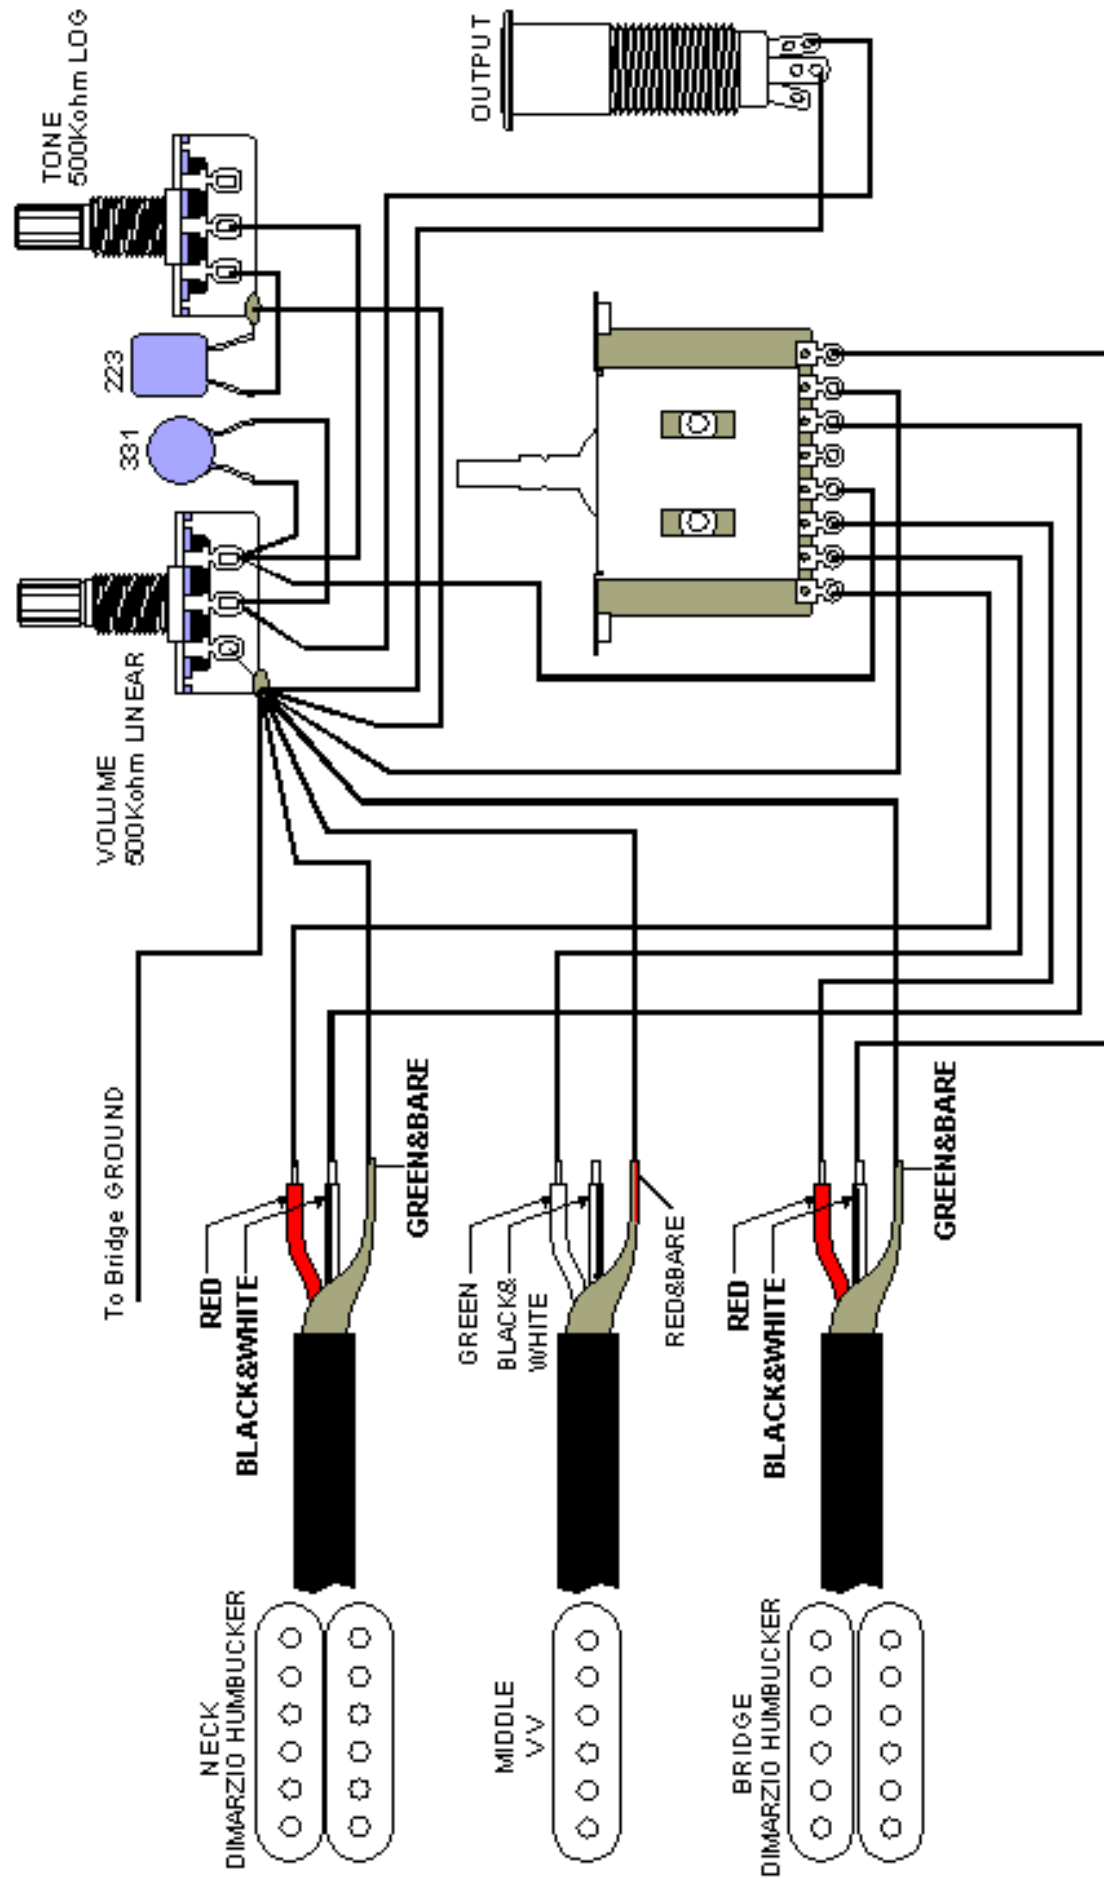 TONE
500Kohm LOG
OUTPUT
223
331
VOLUME
500Kohm LINEAR
To Bridge GROUND
RED
BLACK&WHITE
GREEN&BARE
GREEN
BLACK&
WHITE
RED&BARE
RED
BLACK&WHITE
GREEN&BARE
NECK
DIMARZIO HUMBUCKER
MIDDLE
VV
BRIDGE
DIMARZIO HUMBUCKER